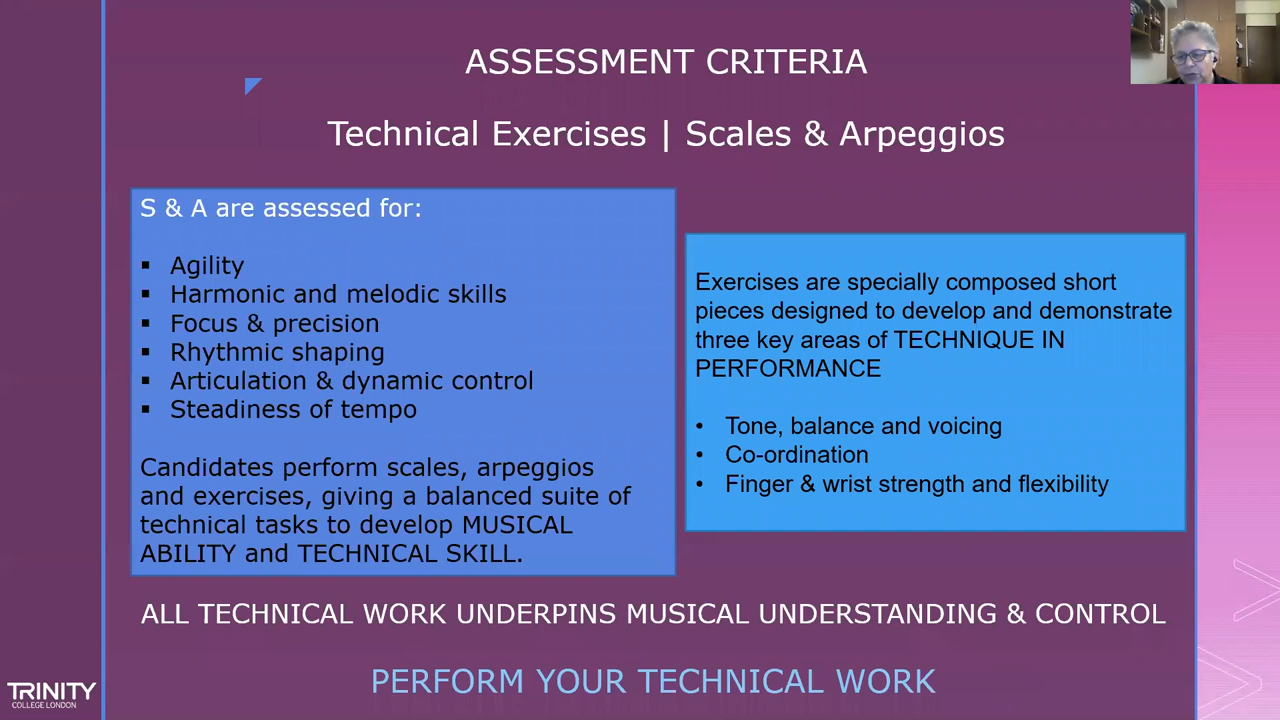 ASSESSMENT CRITERIA
Technical Exercises | Scales & Arpeggios
S & A are assessed for:
▪ Agility
▪ Harmonic and melodic skills
▪ Focus & precision
▪ Rhythmic shaping
▪ Articulation & dynamic control
▪ Steadiness of tempo
Candidates perform scales, arpeggios
and exercises, giving a balanced suite of
technical tasks to develop MUSICAL
ABILITY and TECHNICAL SKILL.
Exercises are specially composed short
pieces designed to develop and demonstrate
three key areas of TECHNIQUE IN
PERFORMANCE
• Tone, balance and voicing
• Co-ordination
• Finger & wrist strength and flexibility
ALL TECHNICAL WORK UNDERPINS MUSICAL UNDERSTANDING & CONTROL
PERFORM YOUR TECHNICAL WORK
TRINITY
COLLEGE LONDON